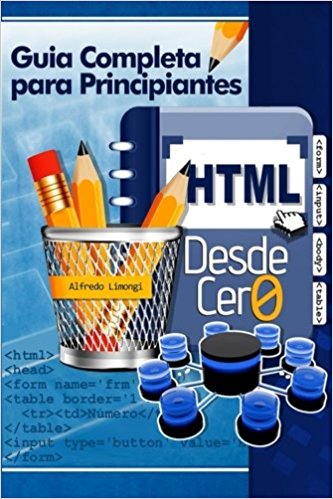 Guia Completa
para Principiantes
<form>
<input>
<body>
<table>
HTML
Desde
Cer0
Alfredo Limongi
<html>
<head>
<form name='frm'
<table border='1
<tr><td>Número</
</table>
<input type='button' value='
</form>